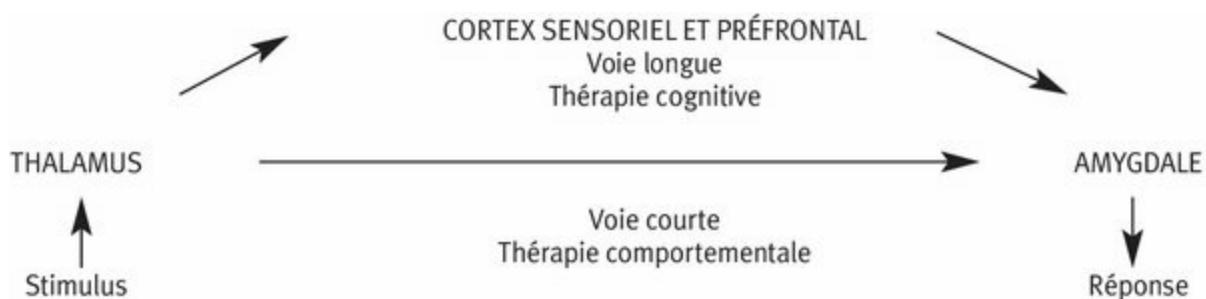 CORTEX SENSORIEL ET PRÉFRONTAL
Voie longue
Thérapie cognitive
THALAMUS
AMYGDALE
Voie courte
Thérapie comportementale
Stimulus
Réponse